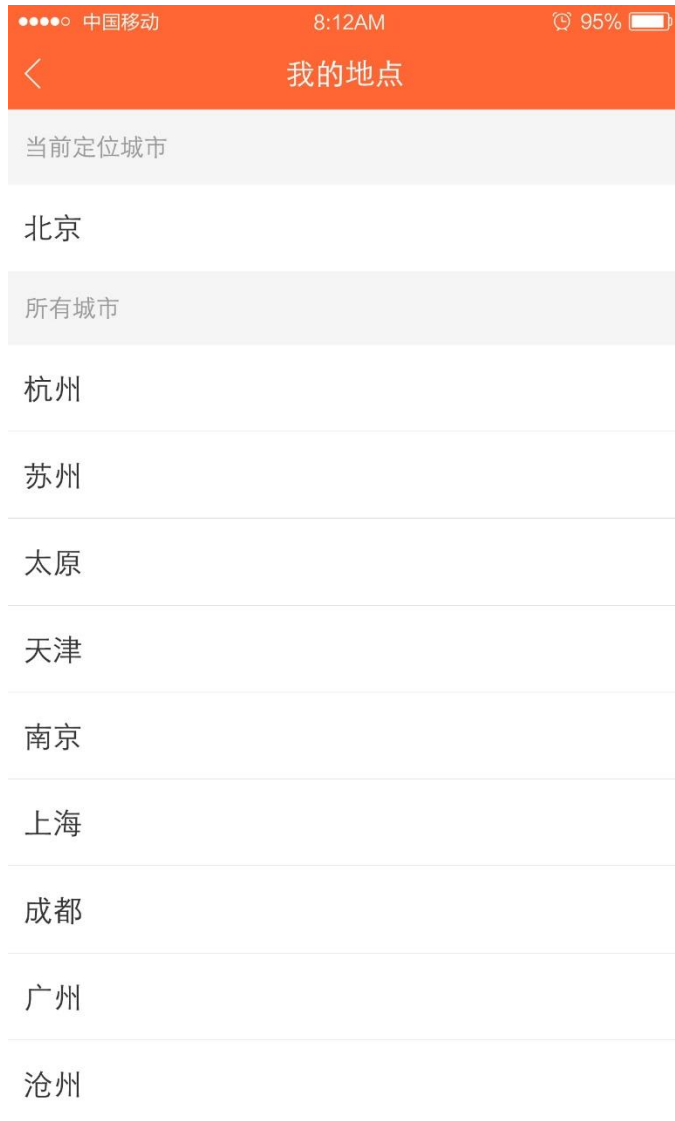 中国移动 8:12AM 95%
我的地点
当前定位城市
北京
所有城市
杭州
苏州
太原
天津
南京
上海
成都
广州
沧州